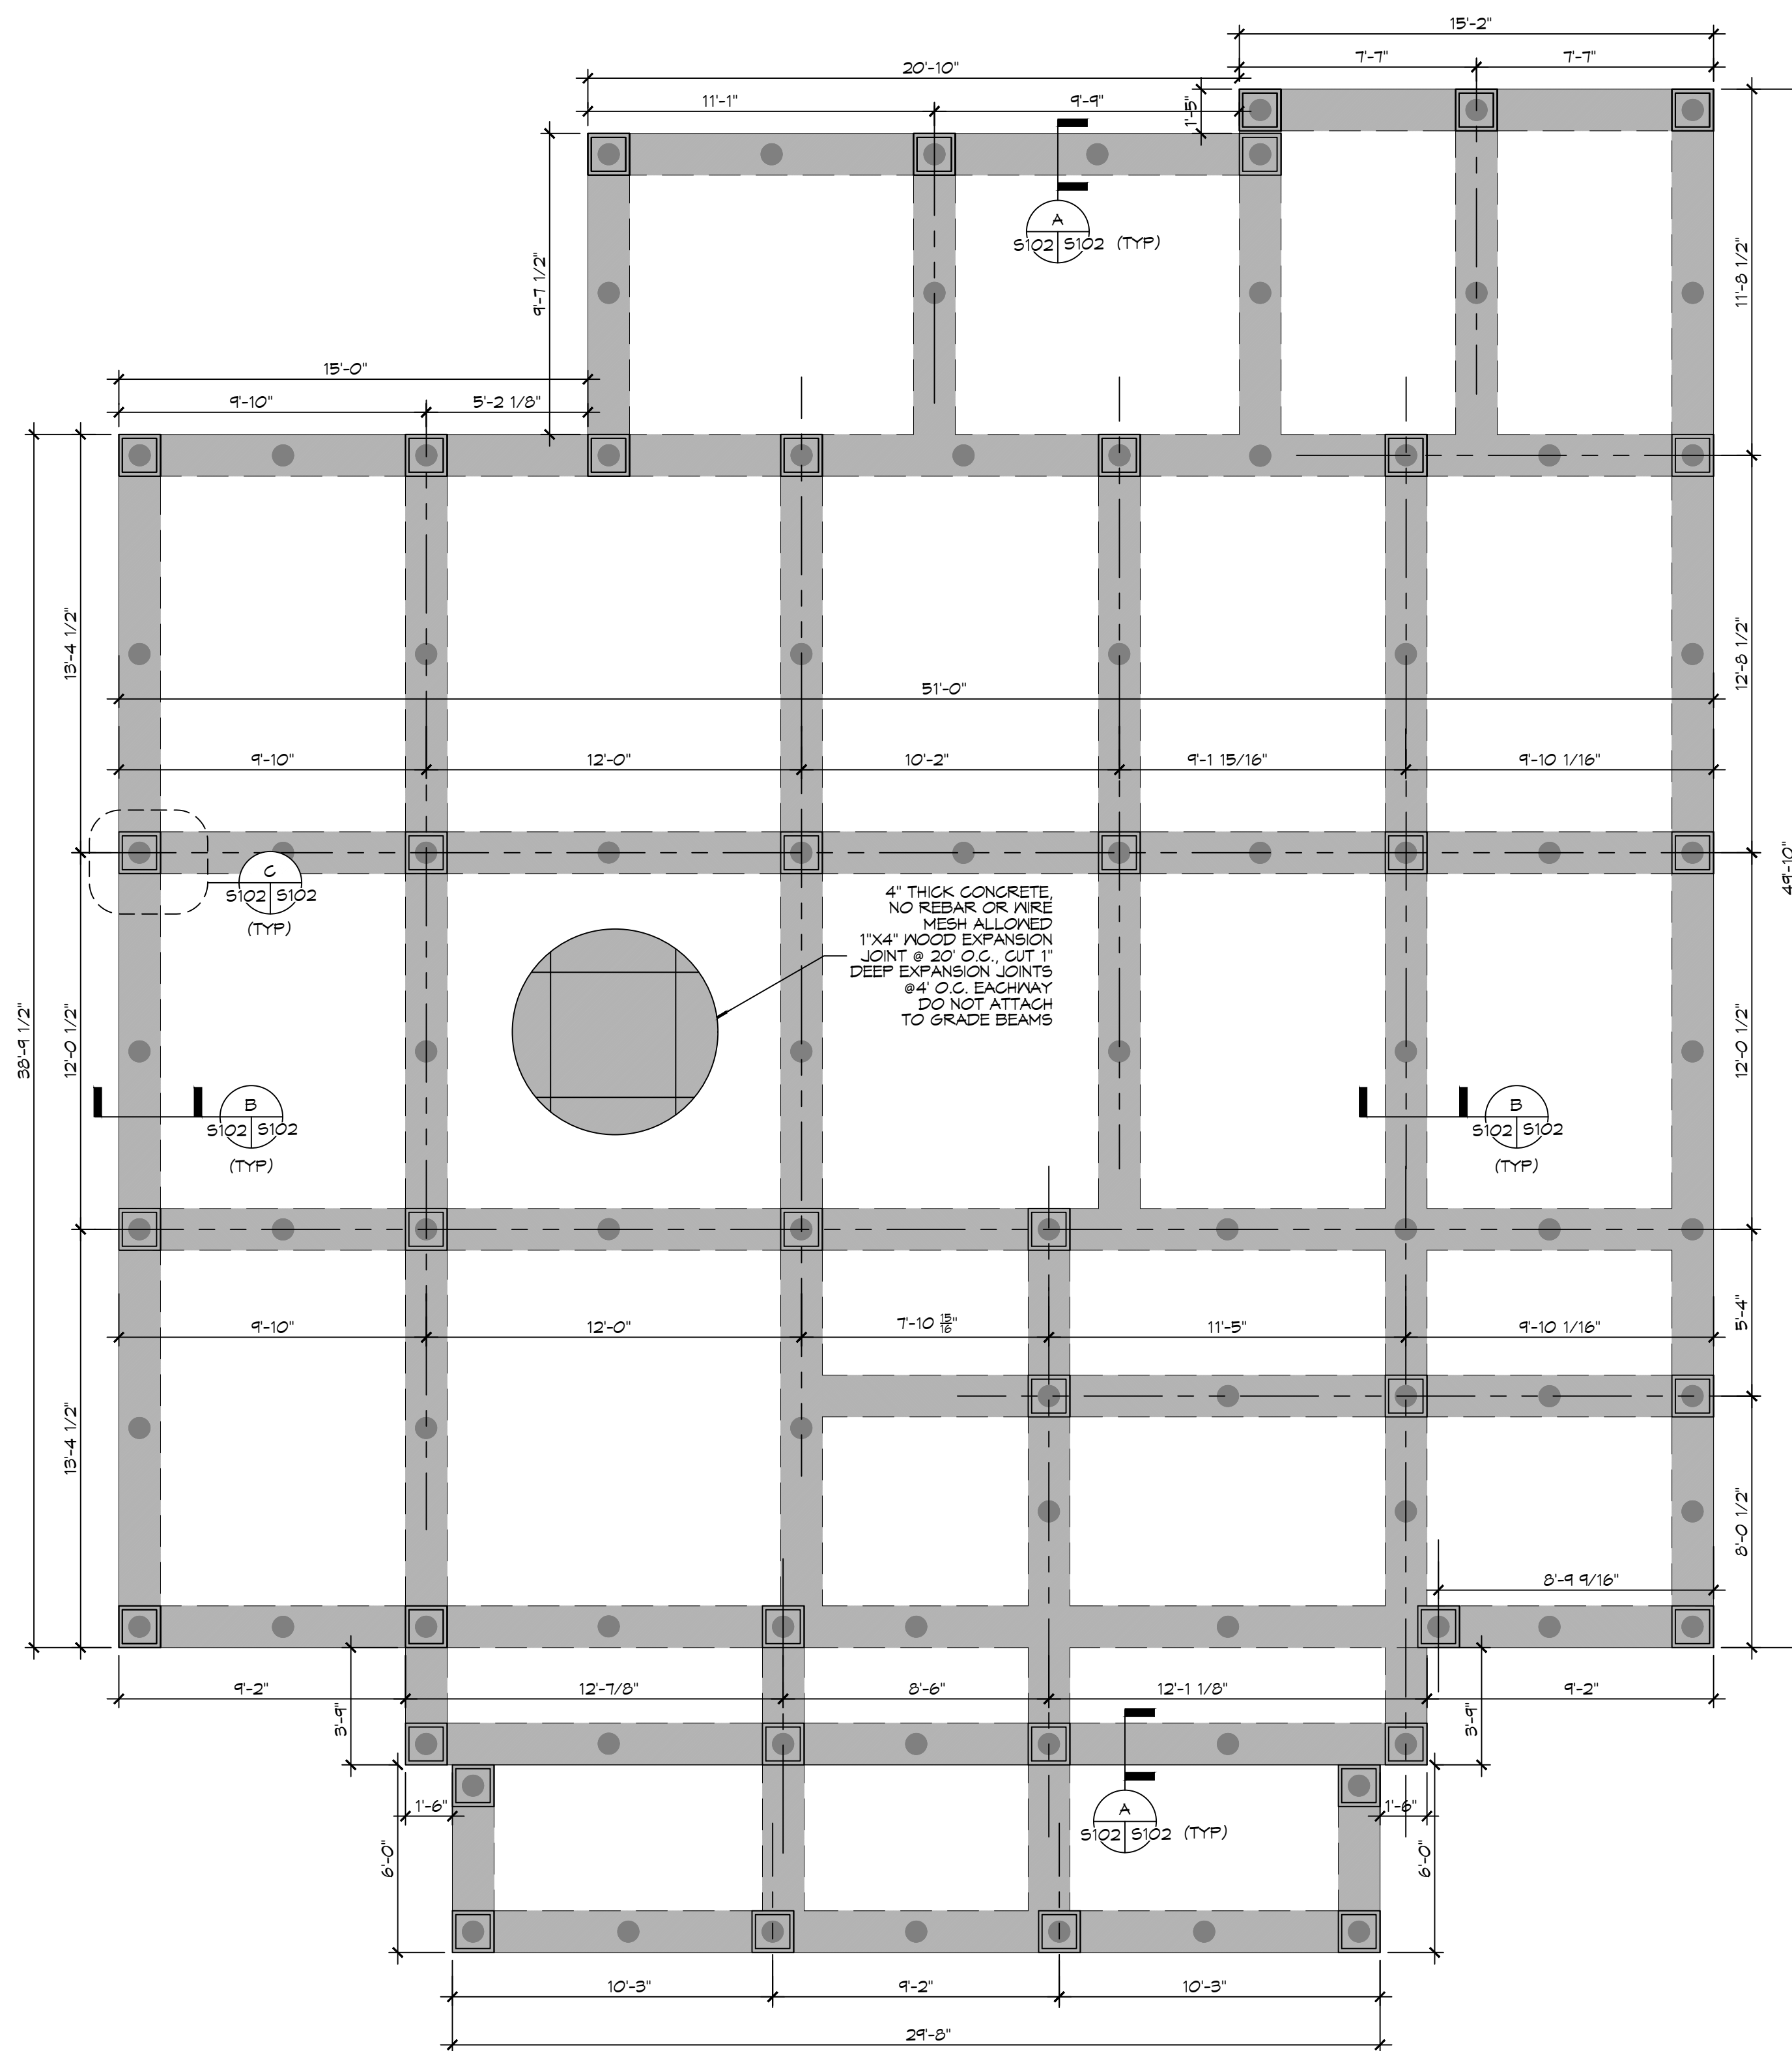 15'-2"
7'-7" 7'-7"
20'-10"
11'-1" 9'-9"
1'-5"
A
S102 S102 (TYP)
9'-7 1/2"
11'-8 1/2"
15'-0"
9'-10" 5'-2 1/8"
13'-4 1/2"
12'-8 1/2"
51'-0"
9'-10" 12'-0" 10'-2" 9'-1 15/16" 9'-10 1/16"
49'-10"
C
S102 S102
(TYP)
4" THICK CONCRETE,
NO REBAR OR WIRE
MESH ALLOWED
1"X4" WOOD EXPANSION
JOINT @ 20' O.C., CUT 1"
DEEP EXPANSION JOINTS
@4' O.C. EACHWAY
DO NOT ATTACH
TO GRADE BEAMS
38'-9 1/2"
12'-0 1/2"
12'-0 1/2"
B
S102 S102
(TYP)
B
S102 S102
(TYP)
9'-10" 12'-0" 7'-10 15/16" 11'-5" 9'-10 1/16"
5'-4"
13'-4 1/2"
8'-0 1/2"
8'-9 9/16"
9'-2" 12'-7/8" 8'-6" 12'-1 1/8" 9'-2"
3'-9"
3'-9"
1'-6"
1'-6"
A
S102 S102 (TYP)
6'-0"
6'-0"
10'-3" 9'-2" 10'-3"
29'-8"